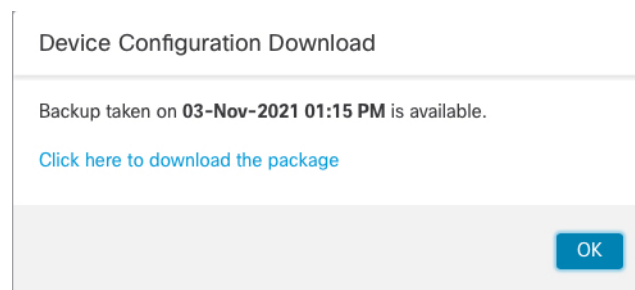 Device Configuration Download
Backup taken on 03-Nov-2021 01:15 PM is available.
Click here to download the package
OK